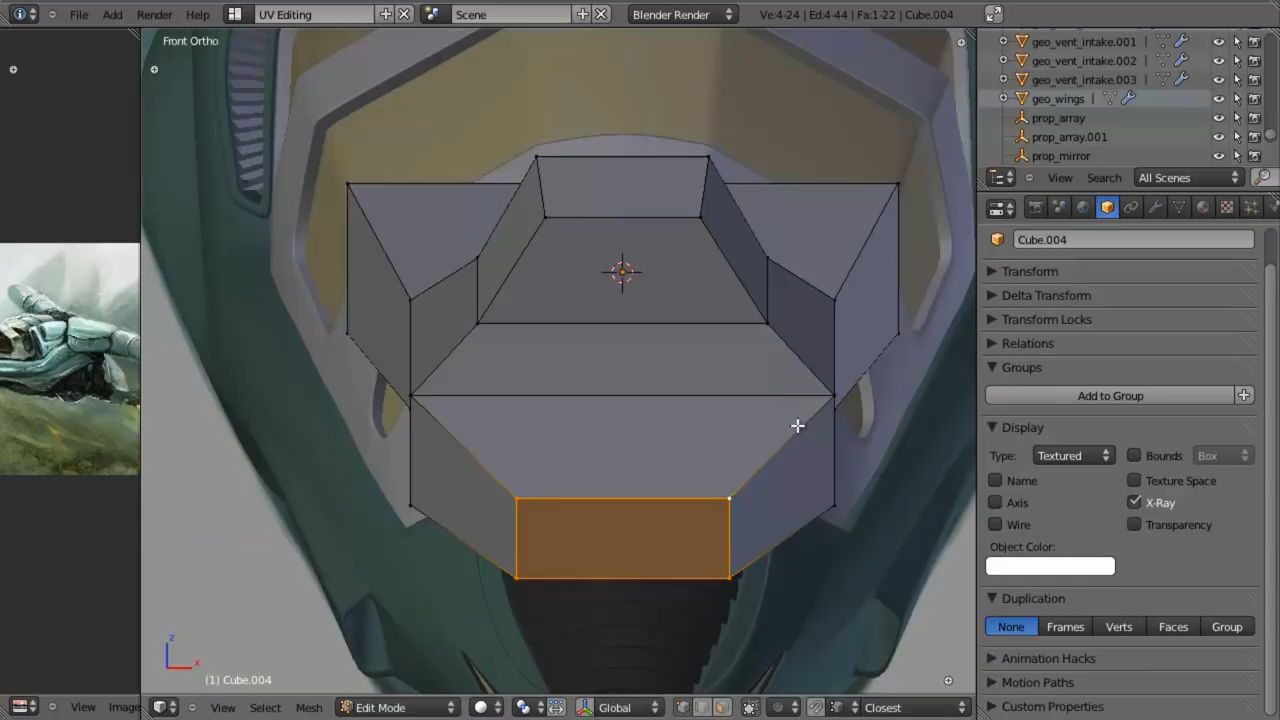 File Add Render Help UV Editing Scene Blender Render Ve:4-24 | Ed:4-44 | Fa:1-22 | Cube.004
Front Ortho
geo_vent_intake.001
geo_vent_intake.002
geo_vent_intake.003
geo_wings
prop_array
prop_array.001
prop_mirror
View Search All Scenes
Cube.004
Transform
Delta Transform
Transform Locks
Relations
Groups
Add to Group
Display
Type: Textured Bounds Box
Name Texture Space
Axis X-Ray
Wire Transparency
Object Color:
Duplication
None Frames Verts Faces Group
Animation Hacks
Motion Paths
Custom Properties
z
x
(1) Cube.004
View Image View Select Mesh Edit Mode Global Closest